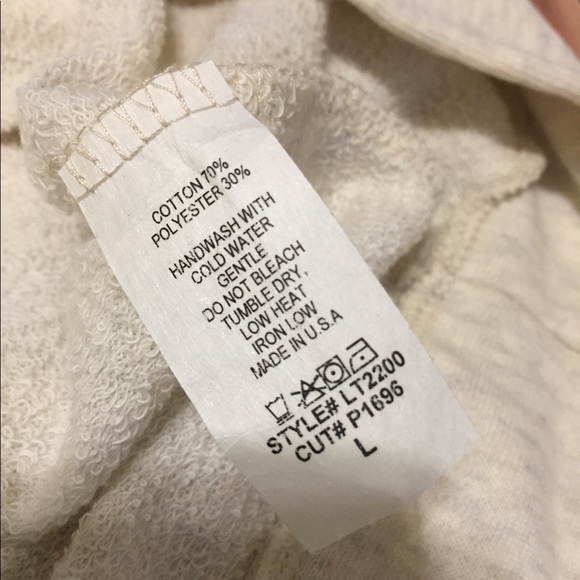 COTTON 70%
POLYESTER 30%
HANDWASH WITH
COLD WATER
GENTLE
DO NOT BLEACH
TUMBLE DRY,
LOW HEAT
IRON LOW
MADE IN U.S.A
STYLE# LT2200
CUT# P1696
L